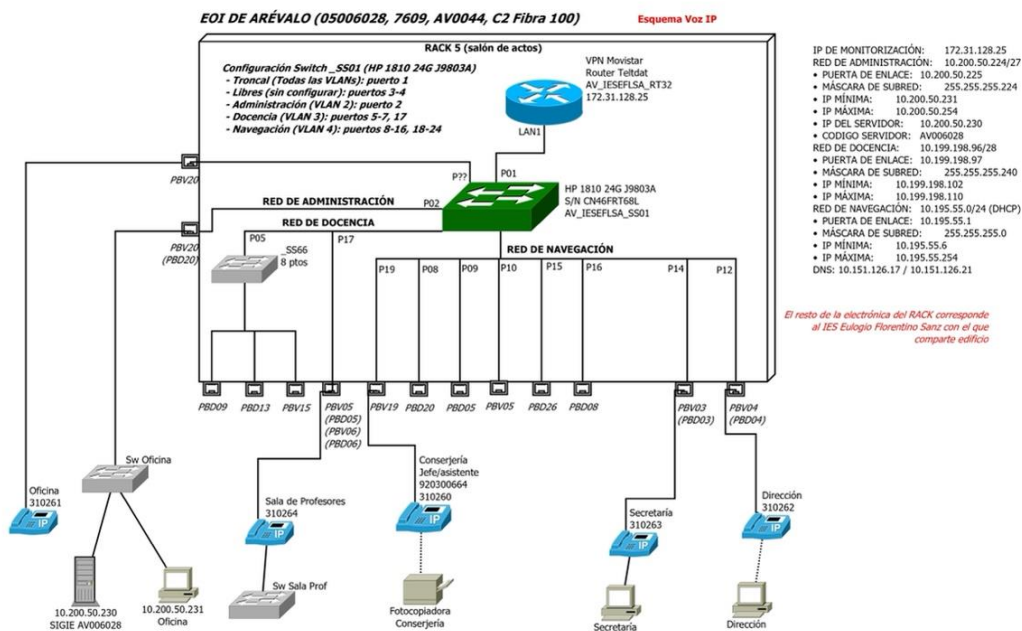 EOI DE ARÉVALO (05006028, 7609, AV0044, C2 Fibra 100)
Esquema Voz IP
RACK 5 (salón de actos)
Configuración Switch _SS01 (HP 1810 24G J9803A)
- Troncal (Todas las VLANs): puerto 1
- Libres (sin configurar): puertos 3-4
- Administración (VLAN 2): puerto 2
- Docencia (VLAN 3): puertos 5-7, 17
- Navegación (VLAN 4): puertos 8-16, 18-24
VPN Movistar
Router Teltdat
AV_IESEFLSA_RT32
172.31.128.25
LAN1
IP DE MONITORIZACIÓN: 172.31.128.25
RED DE ADMINISTRACIÓN: 10.200.50.224/27
• PUERTA DE ENLACE: 10.200.50.225
• MÁSCARA DE SUBRED: 255.255.255.224
• IP MÍNIMA: 10.200.50.231
• IP MÁXIMA: 10.200.50.254
• IP DEL SERVIDOR: 10.200.50.230
• CODIGO SERVIDOR: AV006028
RED DE DOCENCIA: 10.199.198.96/28
• PUERTA DE ENLACE: 10.199.198.97
• MÁSCARA DE SUBRED: 255.255.255.240
• IP MÍNIMA: 10.199.198.102
• IP MÁXIMA: 10.199.198.110
RED DE NAVEGACIÓN: 10.195.55.0/24 (DHCP)
• PUERTA DE ENLACE: 10.195.55.1
• MÁSCARA DE SUBRED: 255.255.255.0
• IP MÍNIMA: 10.195.55.6
• IP MÁXIMA: 10.195.55.254
DNS: 10.151.126.17 / 10.151.126.21
El resto de la electrónica del RACK corresponde
al IES Eulogio Florentino Sanz con el que
comparte edificio
PBV20
P??
P01
HP 1810 24G J9803A
S/N CN46FRT68L
AV_IESEFLSA_SS01
RED DE ADMINISTRACIÓN
P02
PBV20
(PBD20)
RED DE DOCENCIA
P05
P17
_SS66
8 ptos
RED DE NAVEGACIÓN
P19
P08
P09
P10
P15
P16
P14
P12
PBD09
PBD13
PBV15
PBV05
(PBD05)
(PBV06)
(PBD06)
PBV19
PBD20
PBD05
PBV05
PBD26
PBD08
PBV03
(PBD03)
PBV04
(PBD04)
Sw Oficina
Oficina
310261
IP
Sala de Profesores
310264
IP
Conserjería
Jefe/asistente
920300664
310260
IP
Secretaría
310263
IP
Dirección
310262
IP
10.200.50.230
SIGIE AV006028
10.200.50.231
Oficina
Sw Sala Prof
Fotocopiadora
Conserjería
Secretaría
Dirección